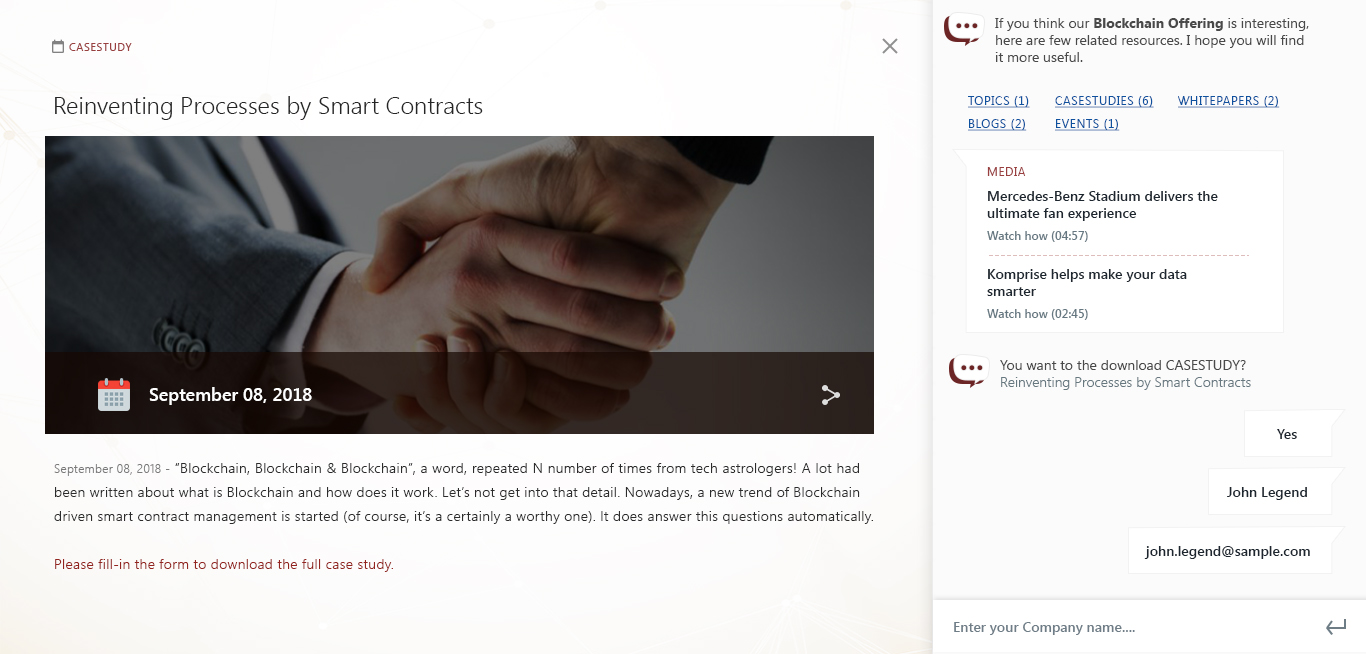 CASESTUDY
Reinventing Processes by Smart Contracts
September 08, 2018
September 08, 2018 - “Blockchain, Blockchain & Blockchain”, a word, repeated N number of times from tech astrologers! A lot had
been written about what is Blockchain and how does it work. Let’s not get into that detail. Nowadays, a new trend of Blockchain
driven smart contract management is started (of course, it’s a certainly a worthy one). It does answer this questions automatically.
Please fill-in the form to download the full case study.
If you think our Blockchain Offering is interesting,
here are few related resources. I hope you will find
it more useful.
TOPICS (1) CASESTUDIES (6) WHITEPAPERS (2)
BLOGS (2) EVENTS (1)
MEDIA
Mercedes-Benz Stadium delivers the
ultimate fan experience
Watch how (04:57)
Komprise helps make your data
smarter
Watch how (02:45)
You want to the download CASESTUDY?
Reinventing Processes by Smart Contracts
Yes
John Legend
john.legend@sample.com
Enter your Company name....